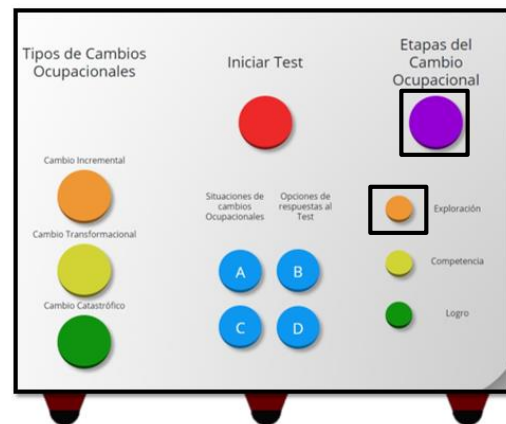 Tipos de Cambios
Ocupacionales
Cambio Incremental
Cambio Transformacional
Cambio Catastrófico
Iniciar Test
Situaciones de
cambios
Ocupacionales
Opciones de
respuestas al
Test
A
B
C
D
Etapas del
Cambio
Ocupacional
Exploración
Competencia
Logro